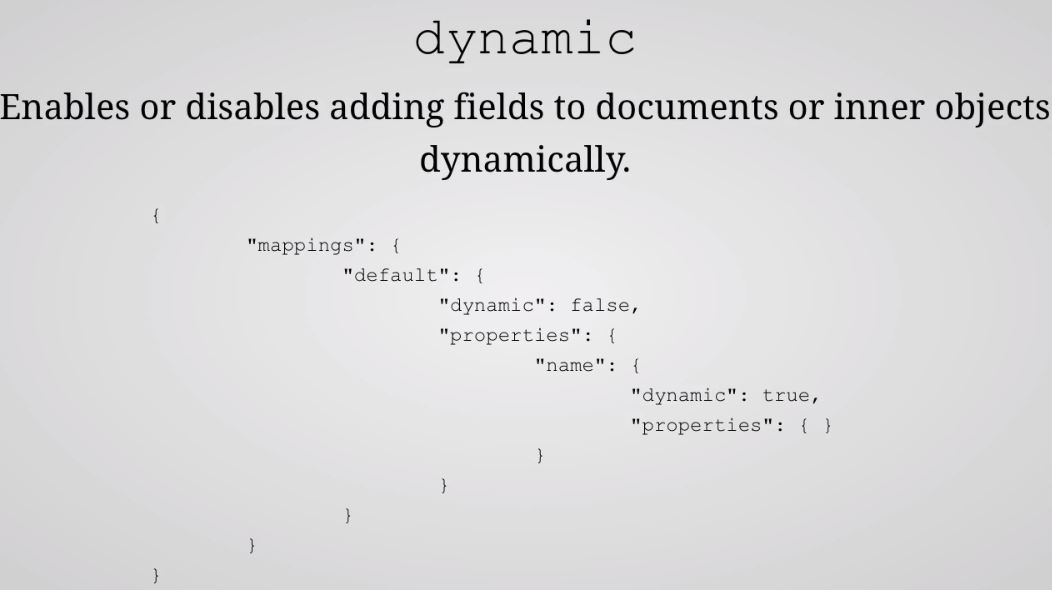 dynamic
Enables or disables adding fields to documents or inner objects
dynamically.
{
"mappings": {
"default": {
"dynamic": false,
"properties": {
"name": {
"dynamic": true,
"properties": { }
}
}
}
}
}